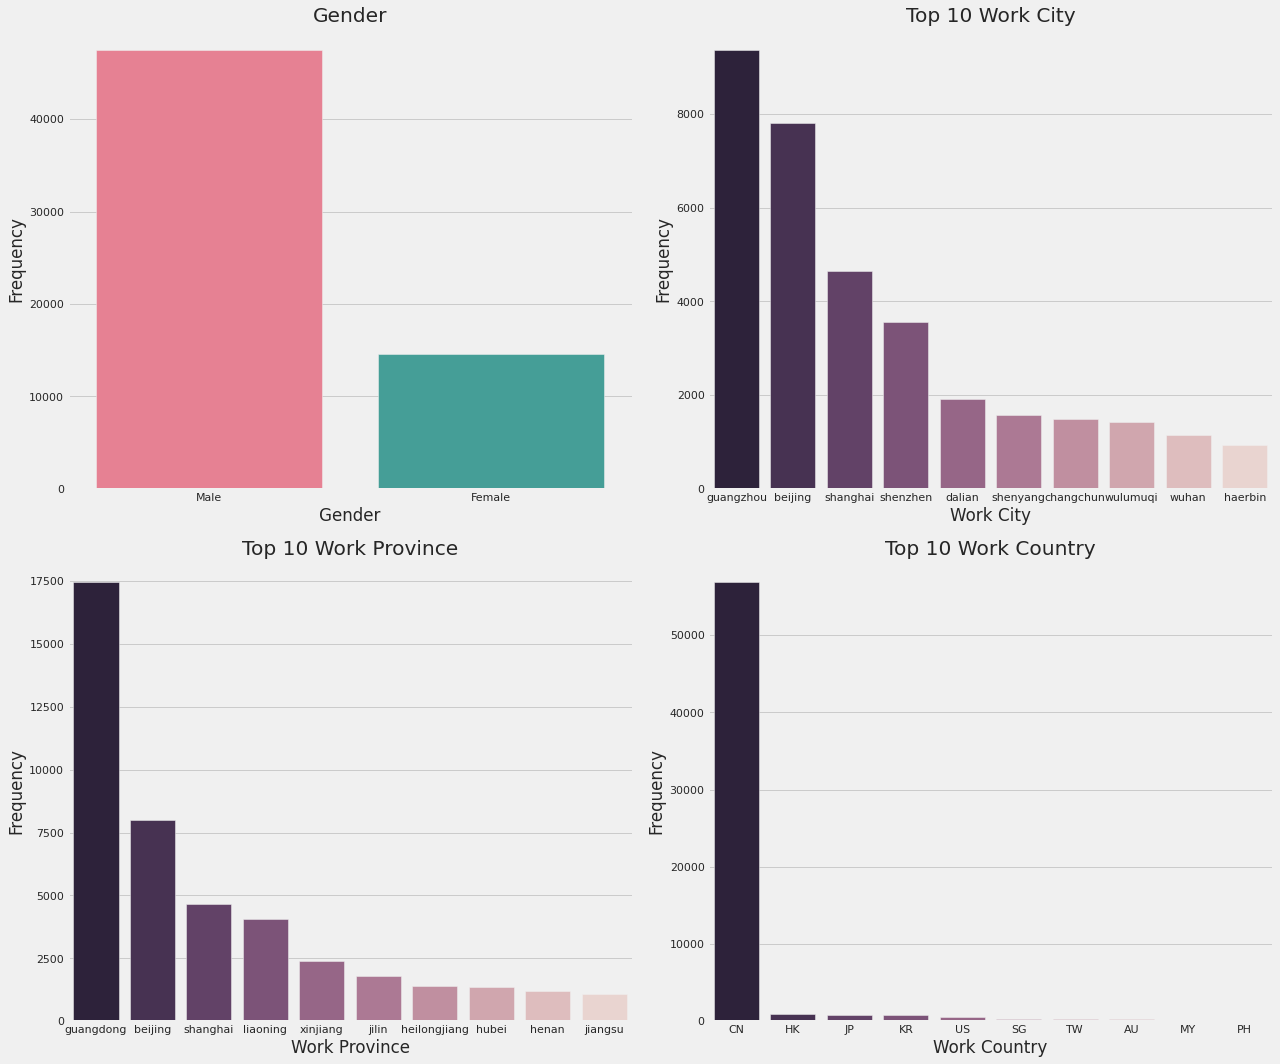 Gender
Frequency
40000
30000
20000
10000
0
Male Female
Gender
Top 10 Work City
Frequency
8000
6000
4000
2000
0
guangzhou beijing shanghai shenzhen dalian shenyang changchun wulumuqi wuhan haerbin
Work City
Top 10 Work Province
Frequency
17500
15000
12500
10000
7500
5000
2500
0
guangdong beijing shanghai liaoning xinjiang jilin heilongjiang hubei henan jiangsu
Work Province
Top 10 Work Country
Frequency
50000
40000
30000
20000
10000
0
CN HK JP KR US SG TW AU MY PH
Work Country